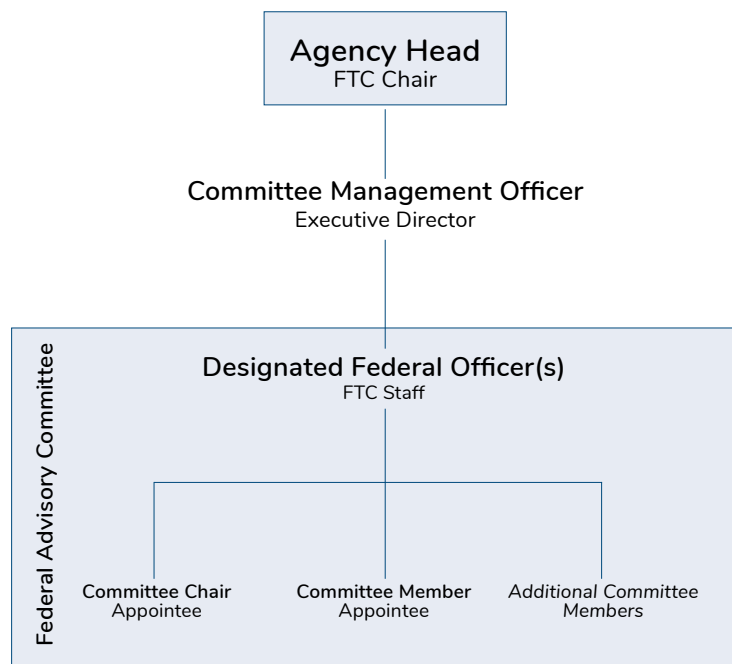 Agency Head
FTC Chair
Committee Management Officer
Executive Director
Federal Advisory Committee
Designated Federal Officer(s)
FTC Staff
Committee Chair
Appointee
Committee Member
Appointee
Additional Committee
Members